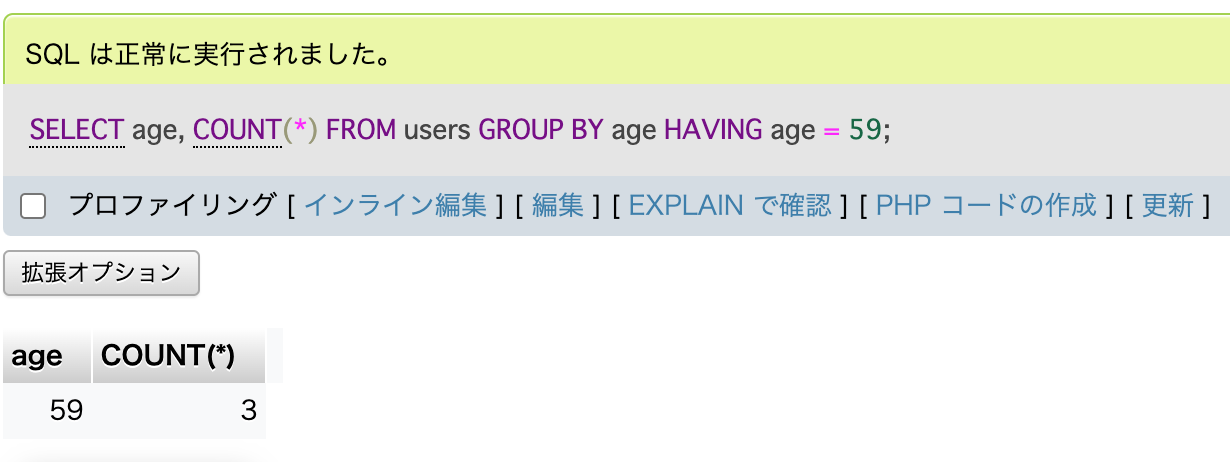 SQL は正常に実行されました。
SELECT age, COUNT(*) FROM users GROUP BY age HAVING age = 59;
プロファイリング [ インライン編集 ] [ 編集 ] [ EXPLAIN で確認 ] [ PHP コードの作成 ] [ 更新 ]
拡張オプション
age COUNT(*)
59 3